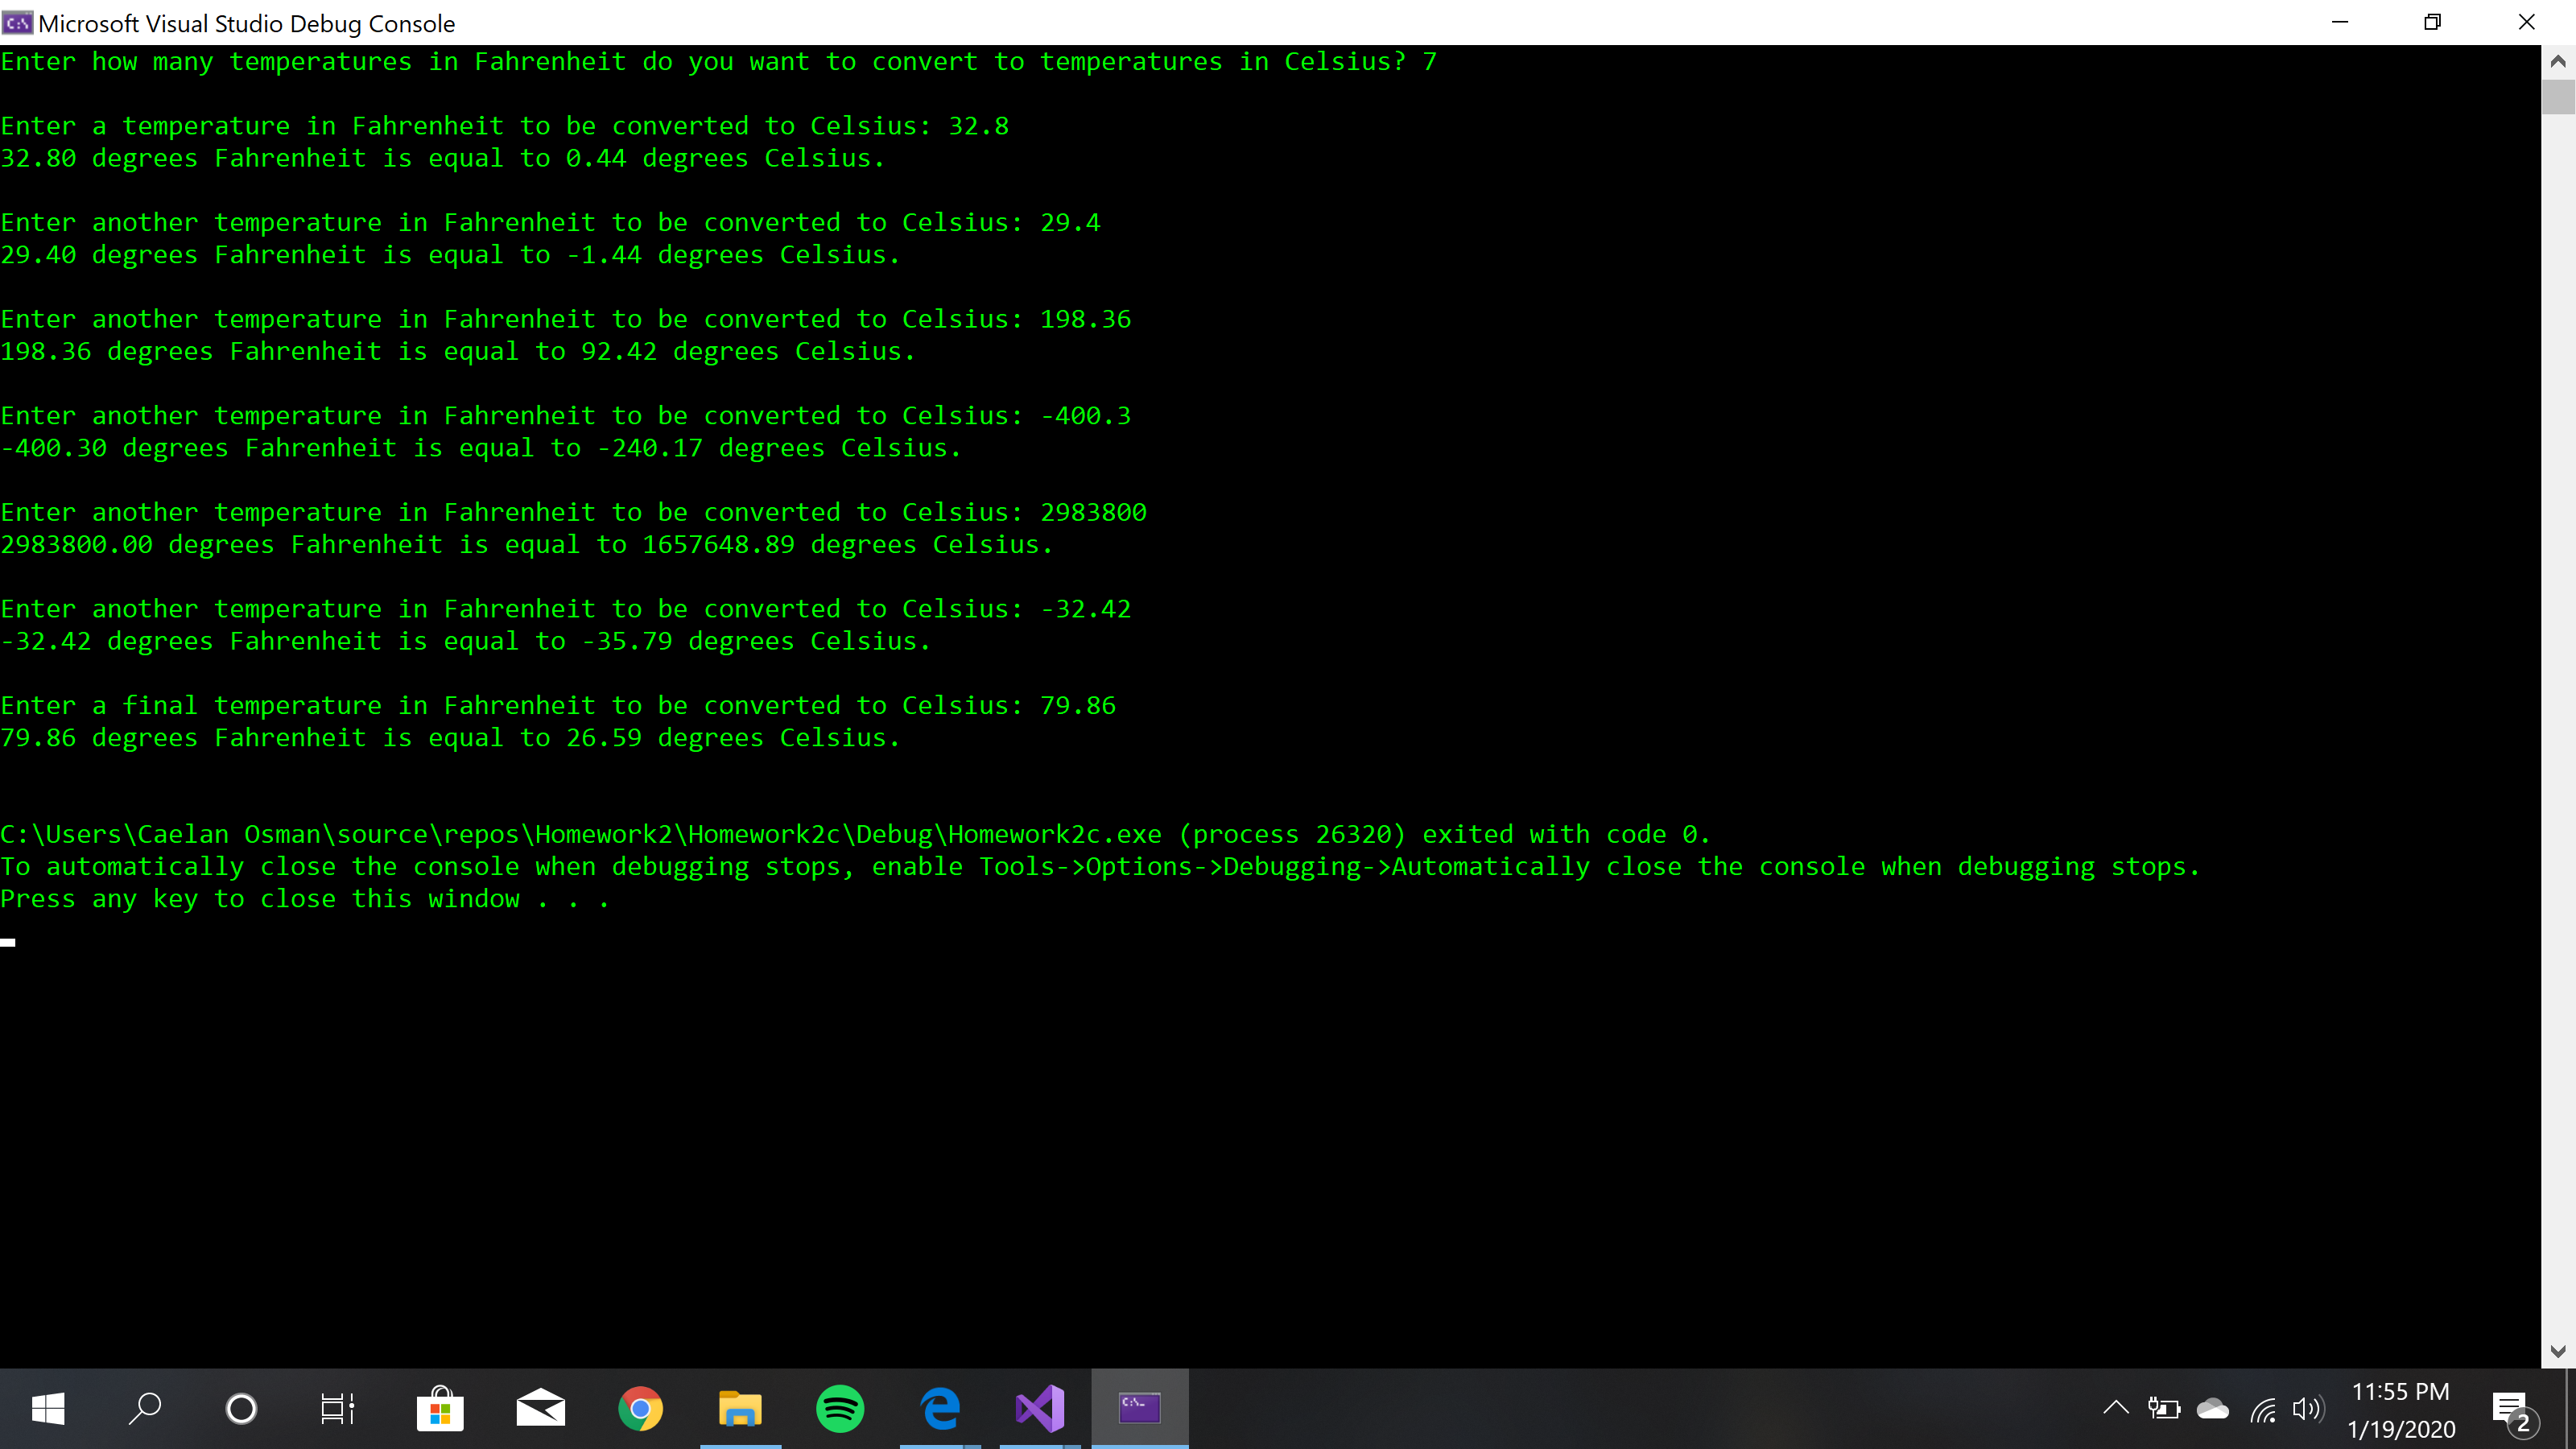 Microsoft Visual Studio Debug Console
Enter how many temperatures in Fahrenheit do you want to convert to temperatures in Celsius? 7
Enter a temperature in Fahrenheit to be converted to Celsius: 32.8
32.80 degrees Fahrenheit is equal to 0.44 degrees Celsius.
Enter another temperature in Fahrenheit to be converted to Celsius: 29.4
29.40 degrees Fahrenheit is equal to -1.44 degrees Celsius.
Enter another temperature in Fahrenheit to be converted to Celsius: 198.36
198.36 degrees Fahrenheit is equal to 92.42 degrees Celsius.
Enter another temperature in Fahrenheit to be converted to Celsius: -400.3
-400.30 degrees Fahrenheit is equal to -240.17 degrees Celsius.
Enter another temperature in Fahrenheit to be converted to Celsius: 2983800
2983800.00 degrees Fahrenheit is equal to 1657648.89 degrees Celsius.
Enter another temperature in Fahrenheit to be converted to Celsius: -32.42
-32.42 degrees Fahrenheit is equal to -35.79 degrees Celsius.
Enter a final temperature in Fahrenheit to be converted to Celsius: 79.86
79.86 degrees Fahrenheit is equal to 26.59 degrees Celsius.
C:\Users\Caelan Osman\source\repos\Homework2\Homework2c\Debug\Homework2c.exe (process 26320) exited with code 0.
To automatically close the console when debugging stops, enable Tools->Options->Debugging->Automatically close the console when debugging stops.
Press any key to close this window . . .
11:55 PM
1/19/2020
2